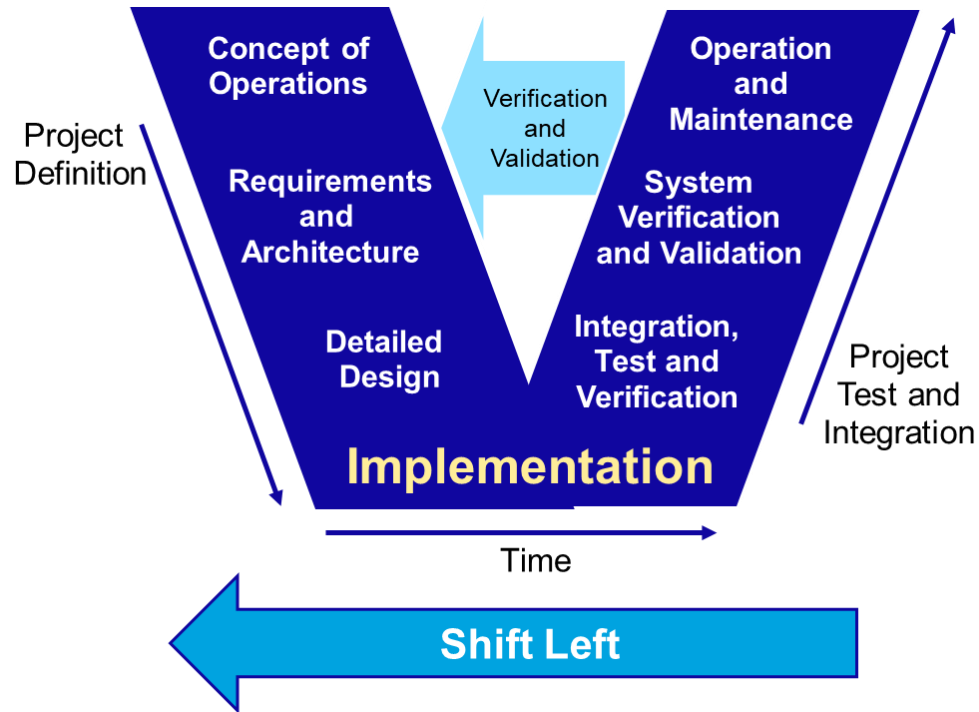 Concept of
Operations
Requirements
and
Architecture
Detailed
Design
Project
Definition
Verification
and
Validation
Operation
and
Maintenance
System
Verification
and Validation
Integration,
Test and
Verification
Project
Test and
Integration
Implementation
Time
Shift Left